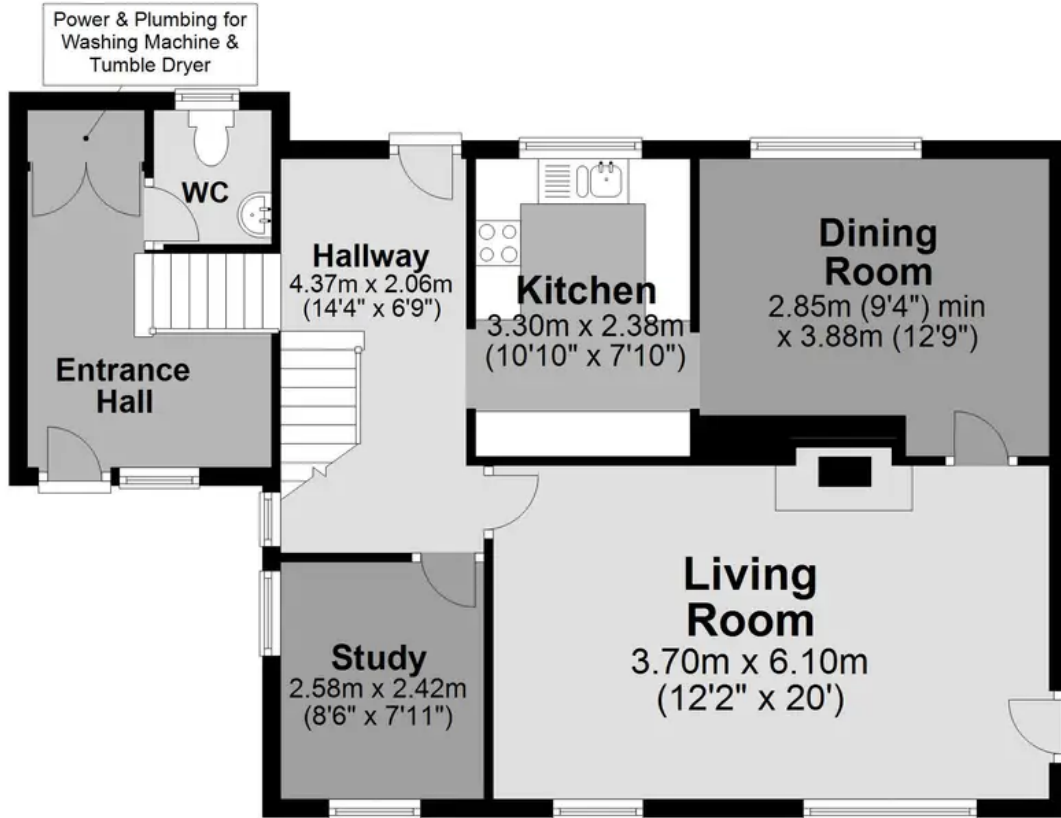 Power & Plumbing for
Washing Machine &
Tumble Dryer
WC
Hallway
4.37m x 2.06m
(14'4" x 6'9")
Kitchen
3.30m x 2.38m
(10'10" x 7'10")
Dining
Room
2.85m (9'4") min
x 3.88m (12'9")
Entrance
Hall
Living
Room
3.70m x 6.10m
(12'2" x 20')
Study
2.58m x 2.42m
(8'6" x 7'11")